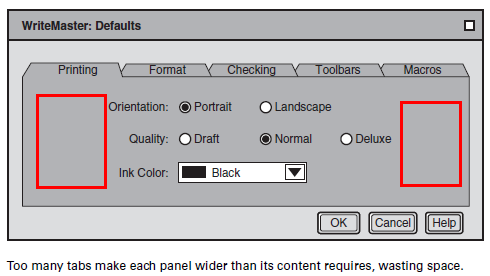 WriteMaster: Defaults
Printing Format Checking Toolbars Macros
Orientation: Portrait Landscape
Quality: Draft Normal Deluxe
Ink Color: Black
OK Cancel Help
Too many tabs make each panel wider than its content requires, wasting space.